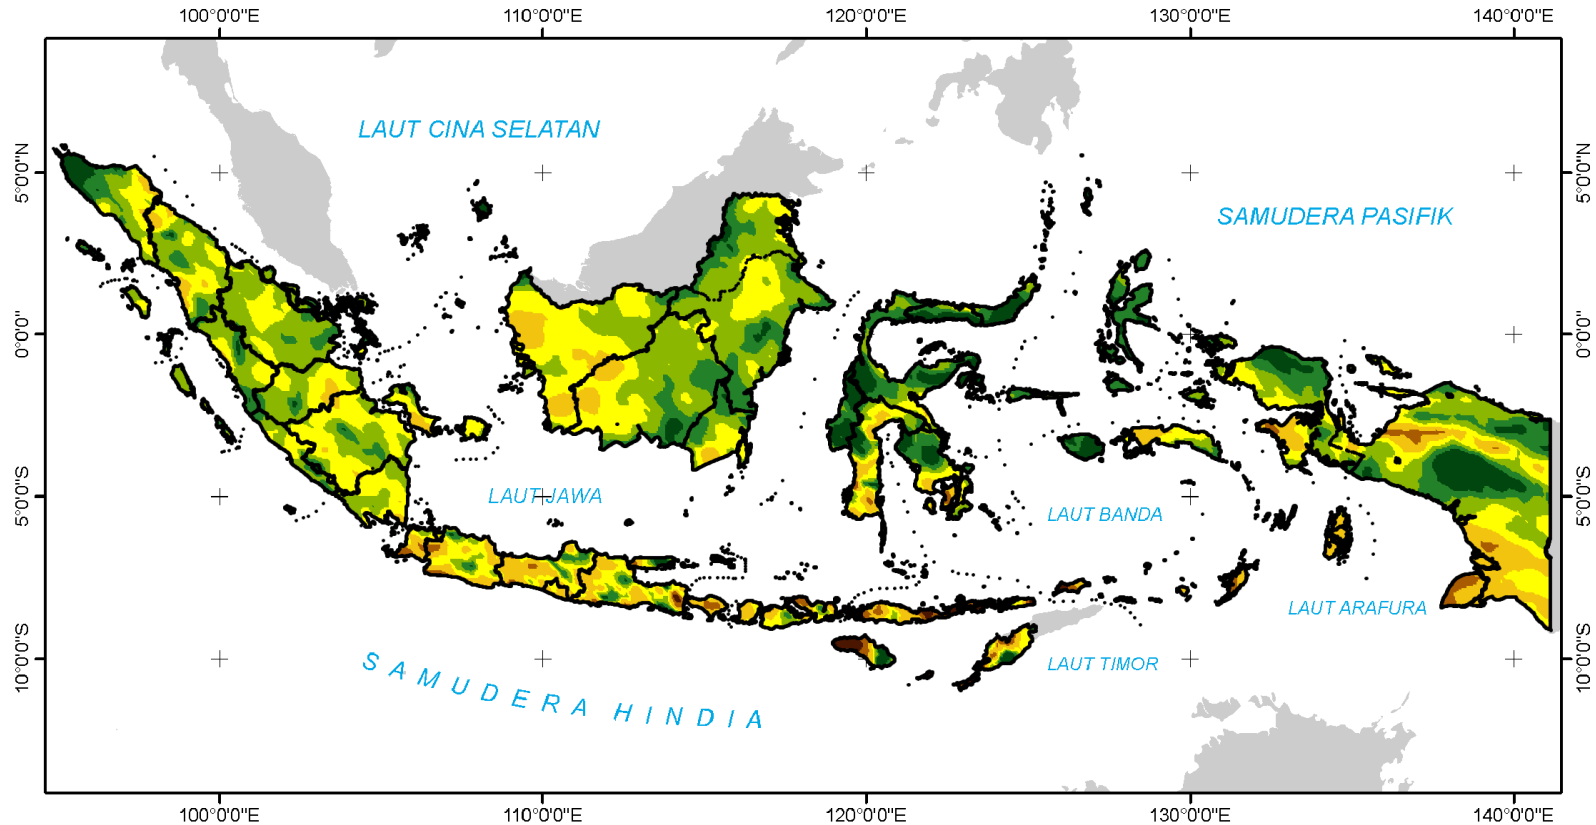 100°0'0"E 110°0'0"E 120°0'0"E 130°0'0"E 140°0'0"E
LAUT CINA SELATAN
5°0'0"N 5°0'0"N
SAMUDERA PASIFIK
0°0'0" 0°0'0"
5°0'0"S 5°0'0"S
LAUT JAWA
LAUT BANDA
LAUT ARAFURA
10°0'0"S 10°0'0"S
LAUT TIMOR
SAMUDERA HINDIA
100°0'0"E 110°0'0"E 120°0'0"E 130°0'0"E 140°0'0"E